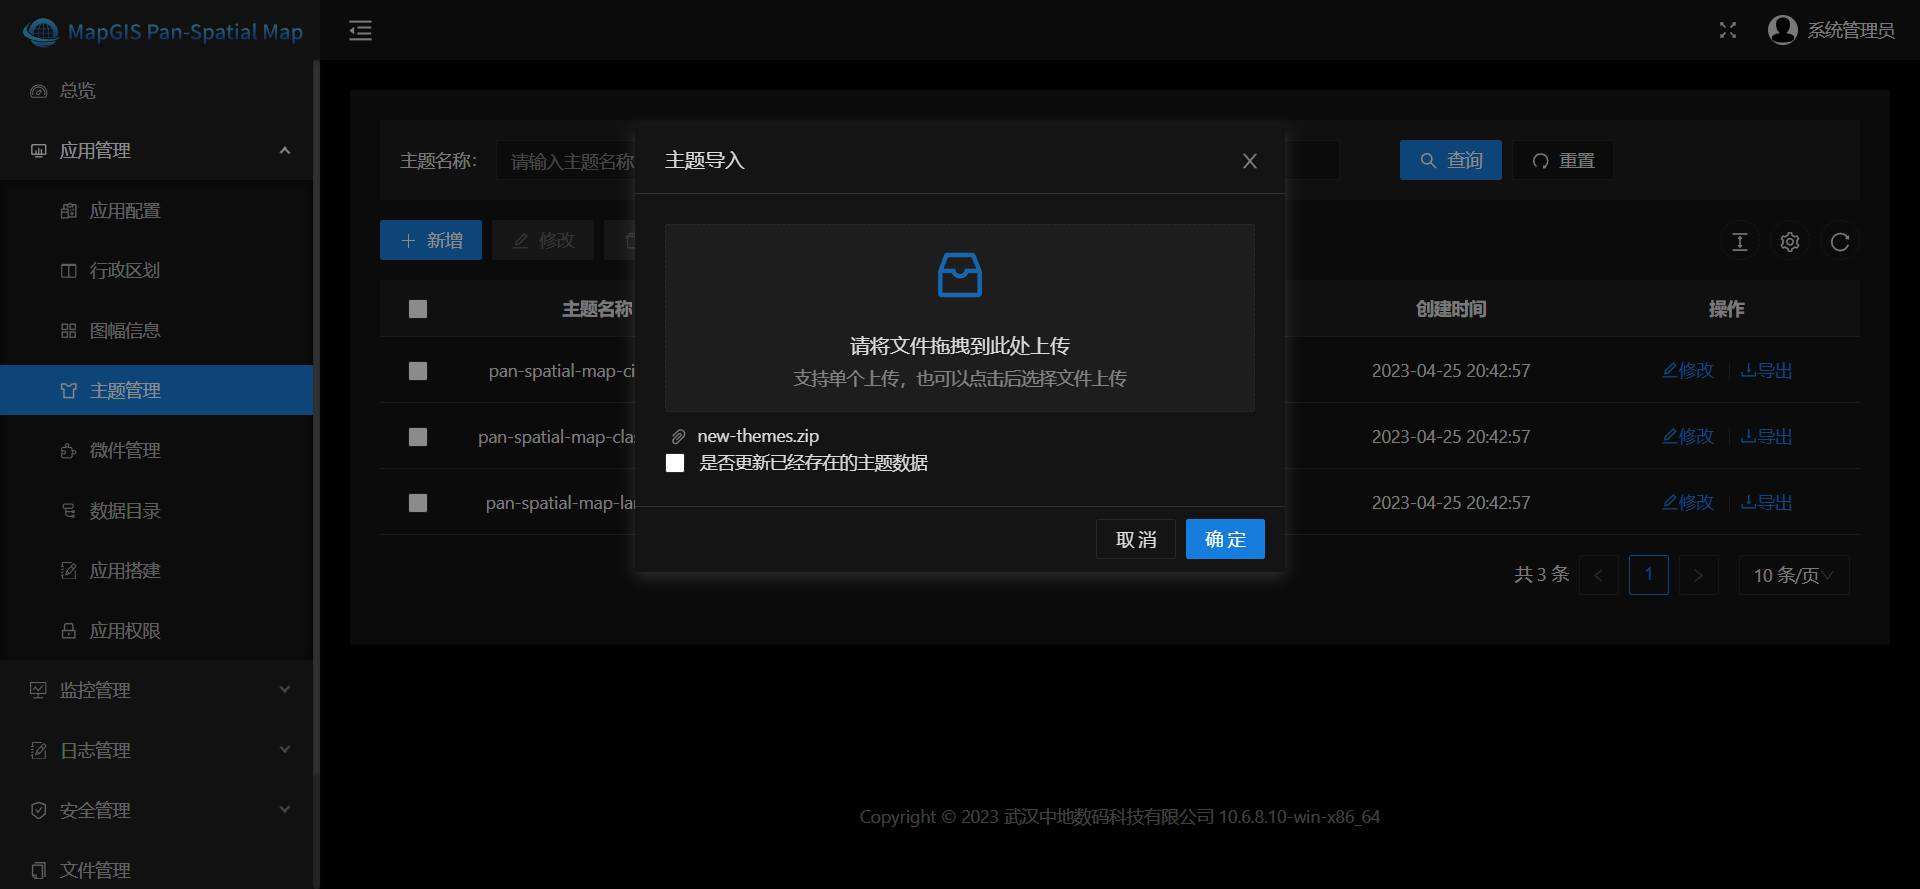 MapGIS Pan-Spatial Map
系统管理员
总览
应用管理
应用配置
行政区划
图幅信息
主题管理
微件管理
数据目录
应用搭建
应用权限
监控管理
日志管理
安全管理
文件管理
主题名称：
请输入主题名称
查询
重置
新增
修改
主题名称
创建时间
操作
pan-spatial-map-ci
2023-04-25 20:42:57
修改
导出
pan-spatial-map-clas
2023-04-25 20:42:57
修改
导出
pan-spatial-map-lar
2023-04-25 20:42:57
修改
导出
共 3 条
1
10 条/页
主题导入
请将文件拖拽到此处上传
支持单个上传，也可以点击后选择文件上传
new-themes.zip
是否更新已经存在的主题数据
取 消
确 定
Copyright © 2023 武汉中地数码科技有限公司 10.6.8.10-win-x86_64